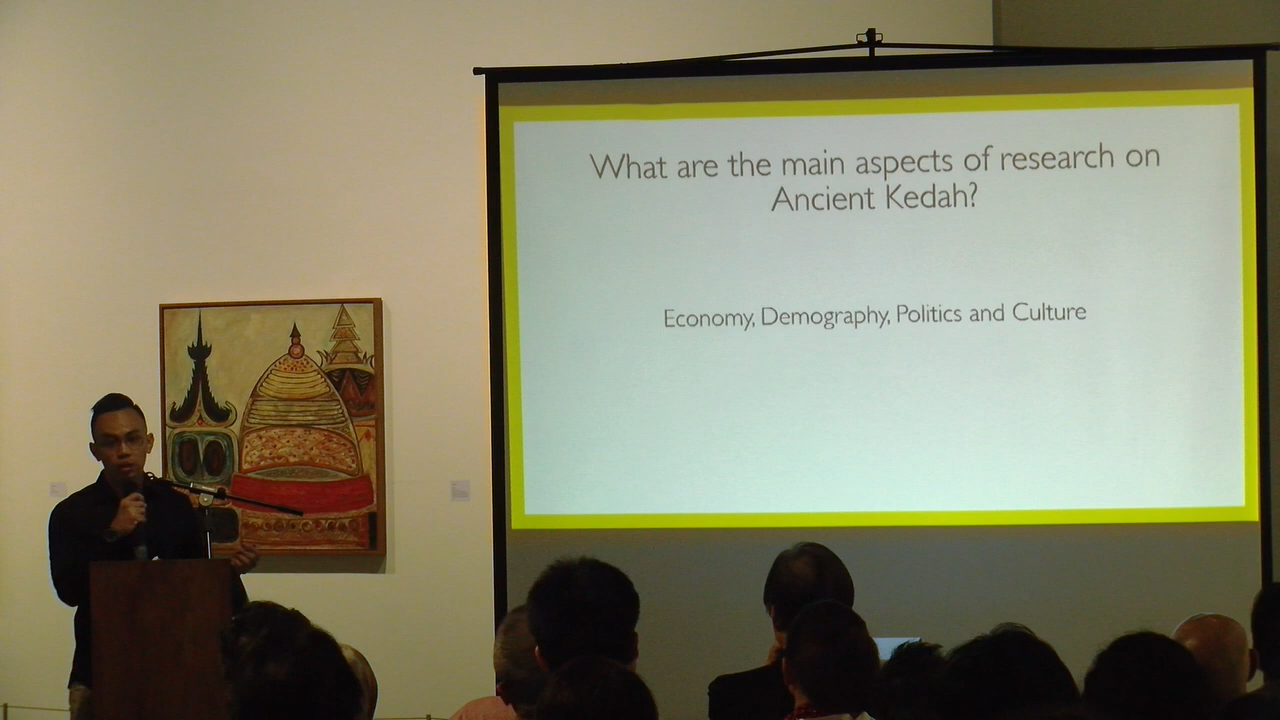 What are the main aspects of research on
Ancient Kedah?
Economy, Demography, Politics and Culture